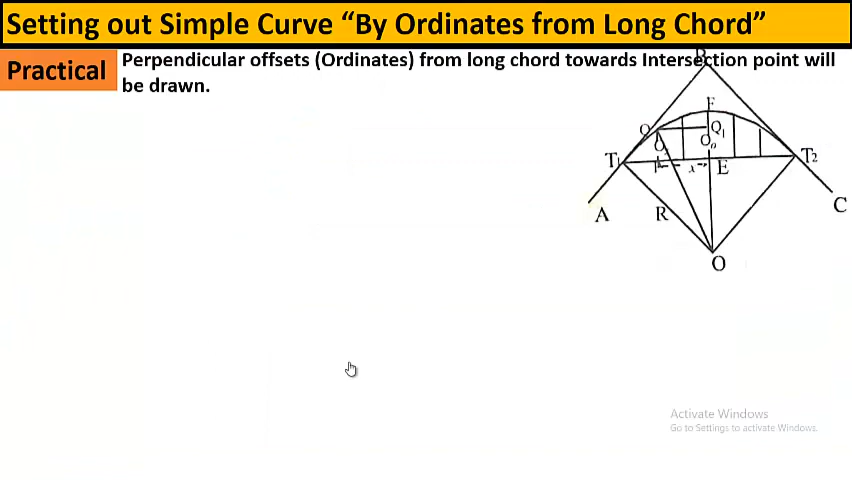 Setting out Simple Curve “By Ordinates from Long Chord”
Practical
Perpendicular offsets (Ordinates) from long chord towards Intersection point will
be drawn.
B
F
Q
Q1
Ox
Oo
T1
T2
x
E
A
R
C
O
Activate Windows
Go to Settings to activate Windows.